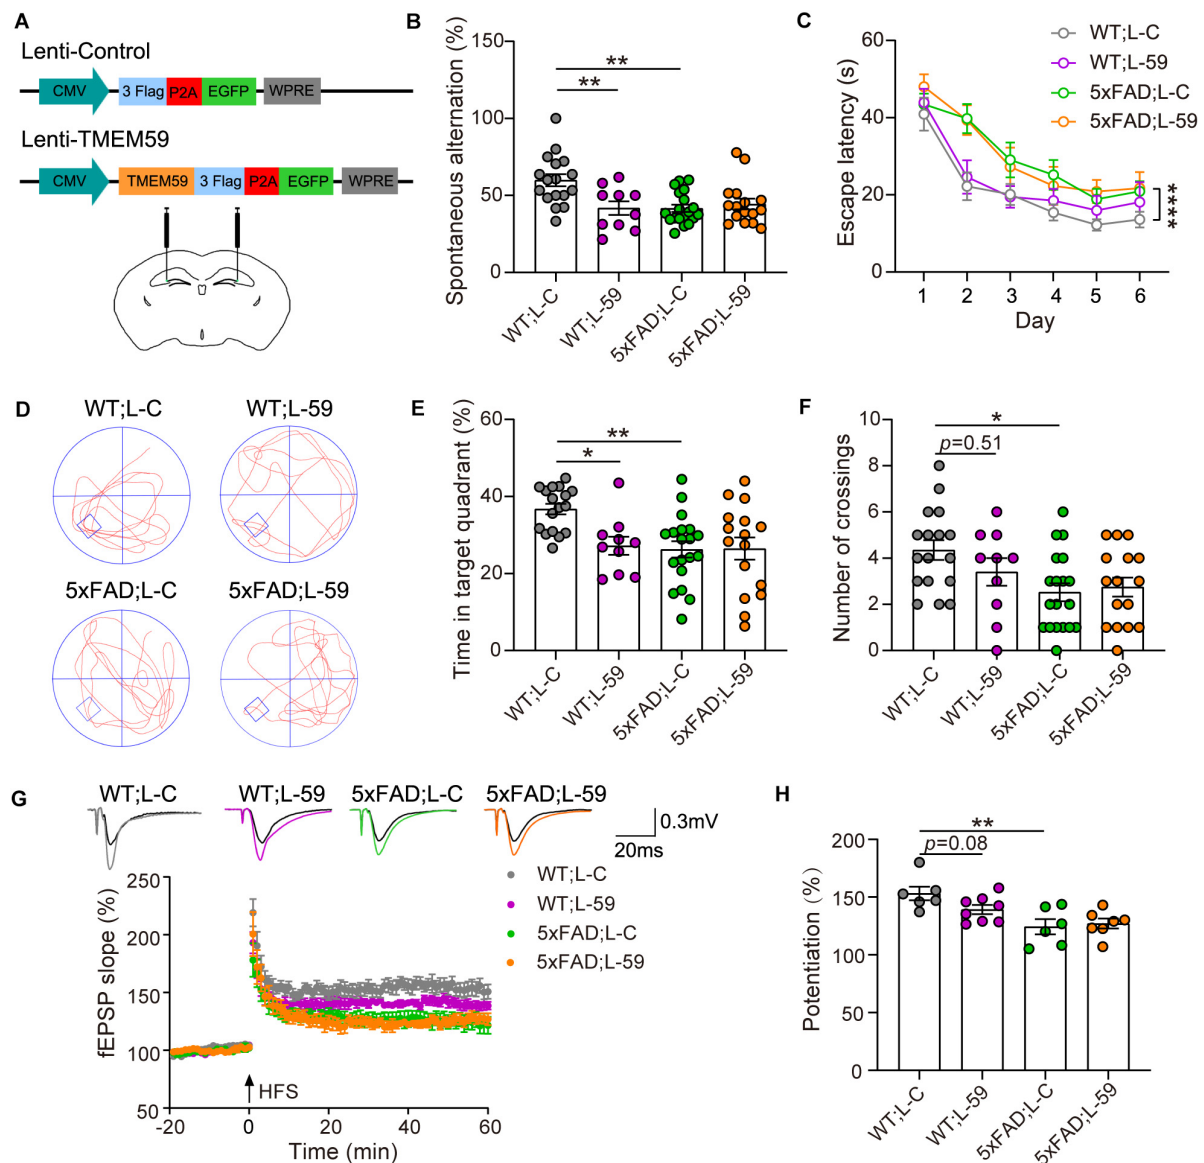 A
Lenti-Control
CMV
3 Flag
P2A
EGFP
WPRE
Lenti-TMEM59
CMV
TMEM59
3 Flag
P2A
EGFP
WPRE
B
Spontaneous alternation (%)
150
100
50
0
**
**
WT;L-C
WT;L-59
5xFAD;L-C
5xFAD;L-59
C
Escape latency (s)
60
40
20
0
1 2 3 4 5 6
Day
WT;L-C
WT;L-59
5xFAD;L-C
5xFAD;L-59
****
D
WT;L-C
WT;L-59
5xFAD;L-C
5xFAD;L-59
E
Time in target quadrant (%)
60
40
20
0
**
*
WT;L-C
WT;L-59
5xFAD;L-C
5xFAD;L-59
F
Number of crossings
10
8
6
4
2
0
*
p=0.51
WT;L-C
WT;L-59
5xFAD;L-C
5xFAD;L-59
G
WT;L-C
WT;L-59
5xFAD;L-C
5xFAD;L-59
0.3mV
20ms
fEPSP slope (%)
250
200
150
100
50
WT;L-C
WT;L-59
5xFAD;L-C
5xFAD;L-59
HFS
-20 0 20 40 60
Time (min)
H
Potentiation (%)
200
150
100
50
0
**
p=0.08
WT;L-C
WT;L-59
5xFAD;L-C
5xFAD;L-59